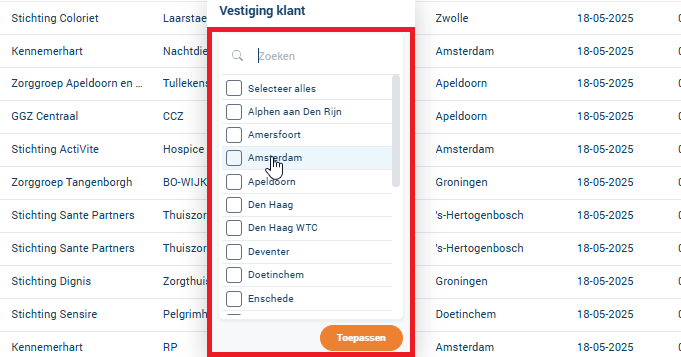 Vestiging klant
Stichting Coloriet Laarstae Zwolle 18-05-2025
Kennemerhart Nachtdie Amsterdam 18-05-2025
Zorggroep Apeldoorn en ... Tulleken Apeldoorn 18-05-2025
GGZ Centraal CCZ Apeldoorn 18-05-2025
Stichting ActiVite Hospice Amsterdam 18-05-2025
Zorggroep Tangenborgh BO-WIJK Groningen 18-05-2025
Stichting Sante Partners Thuiszor 's-Hertogenbosch 18-05-2025
Stichting Sante Partners Thuiszor 's-Hertogenbosch 18-05-2025
Stichting Dignis Zorgthuis Groningen 18-05-2025
Stichting Sensire Pelgrimh Doetinchem 18-05-2025
Kennemerhart RP Amsterdam 18-05-2025
Zoeken
Selecteer alles
Alphen aan Den Rijn
Amersfoort
Amsterdam
Apeldoorn
Den Haag
Den Haag WTC
Deventer
Doetinchem
Enschede
Toepassen